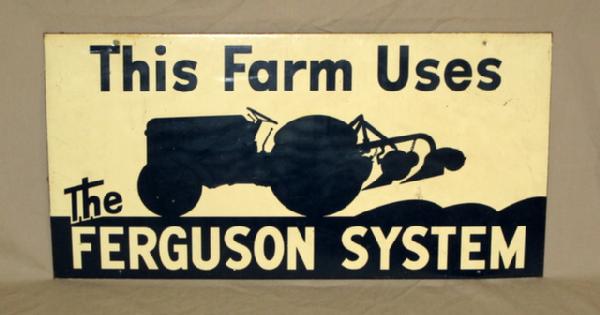 This Farm Uses
The
FERGUSON SYSTEM